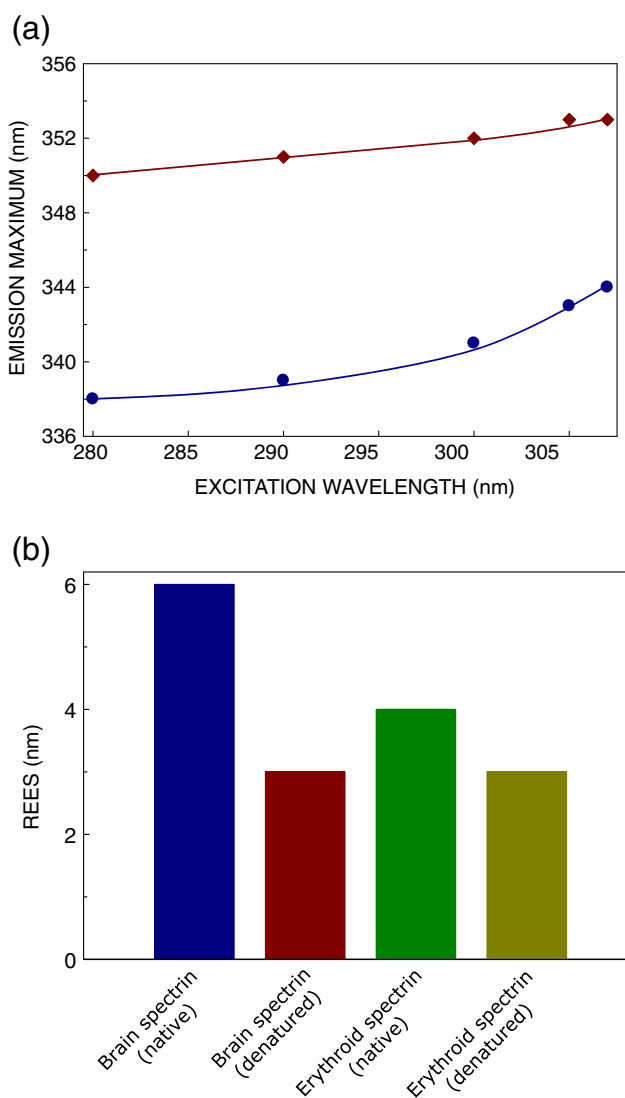 (a)
356
352
348
344
340
336
EMISSION MAXIMUM (nm)
280 285 290 295 300 305
EXCITATION WAVELENGTH (nm)
(b)
6
4
2
0
REES (nm)
Brain spectrin
(native)
Brain spectrin
(denatured)
Erythroid spectrin
(native)
Erythroid spectrin
(denatured)